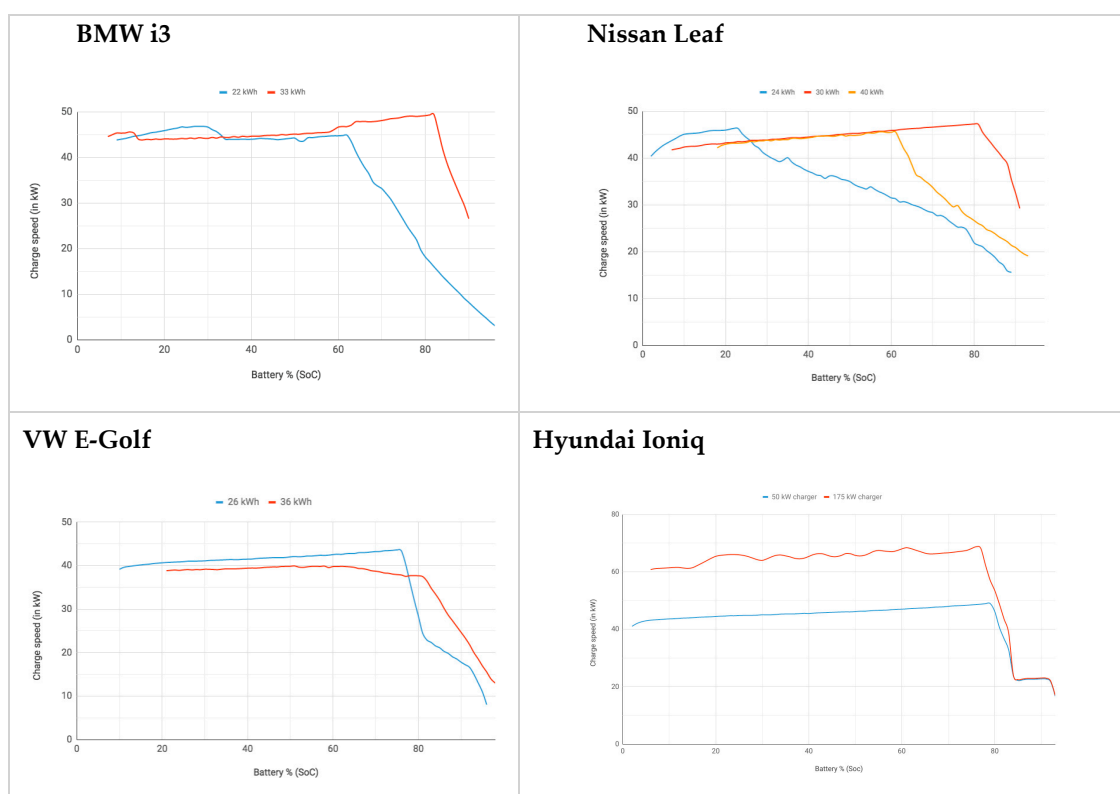 BMW i3
22 kWh 33 kWh
50
40
30
20
10
0
0 20 40 60 80
Charge speed (in kW)
Battery % (SoC)
Nissan Leaf
24 kWh 30 kWh 40 kWh
50
40
30
20
10
0
0 20 40 60 80
Charge speed (in kW)
Battery % (SoC)
VW E-Golf
26 kWh 36 kWh
50
40
30
20
10
0
0 20 40 60 80
Charge speed (in kW)
Battery % (SoC)
Hyundai Ioniq
50 kW charger 175 kW charger
80
60
40
20
0
20 40 60 80
Charge speed (in kW)
Battery % (Soc)